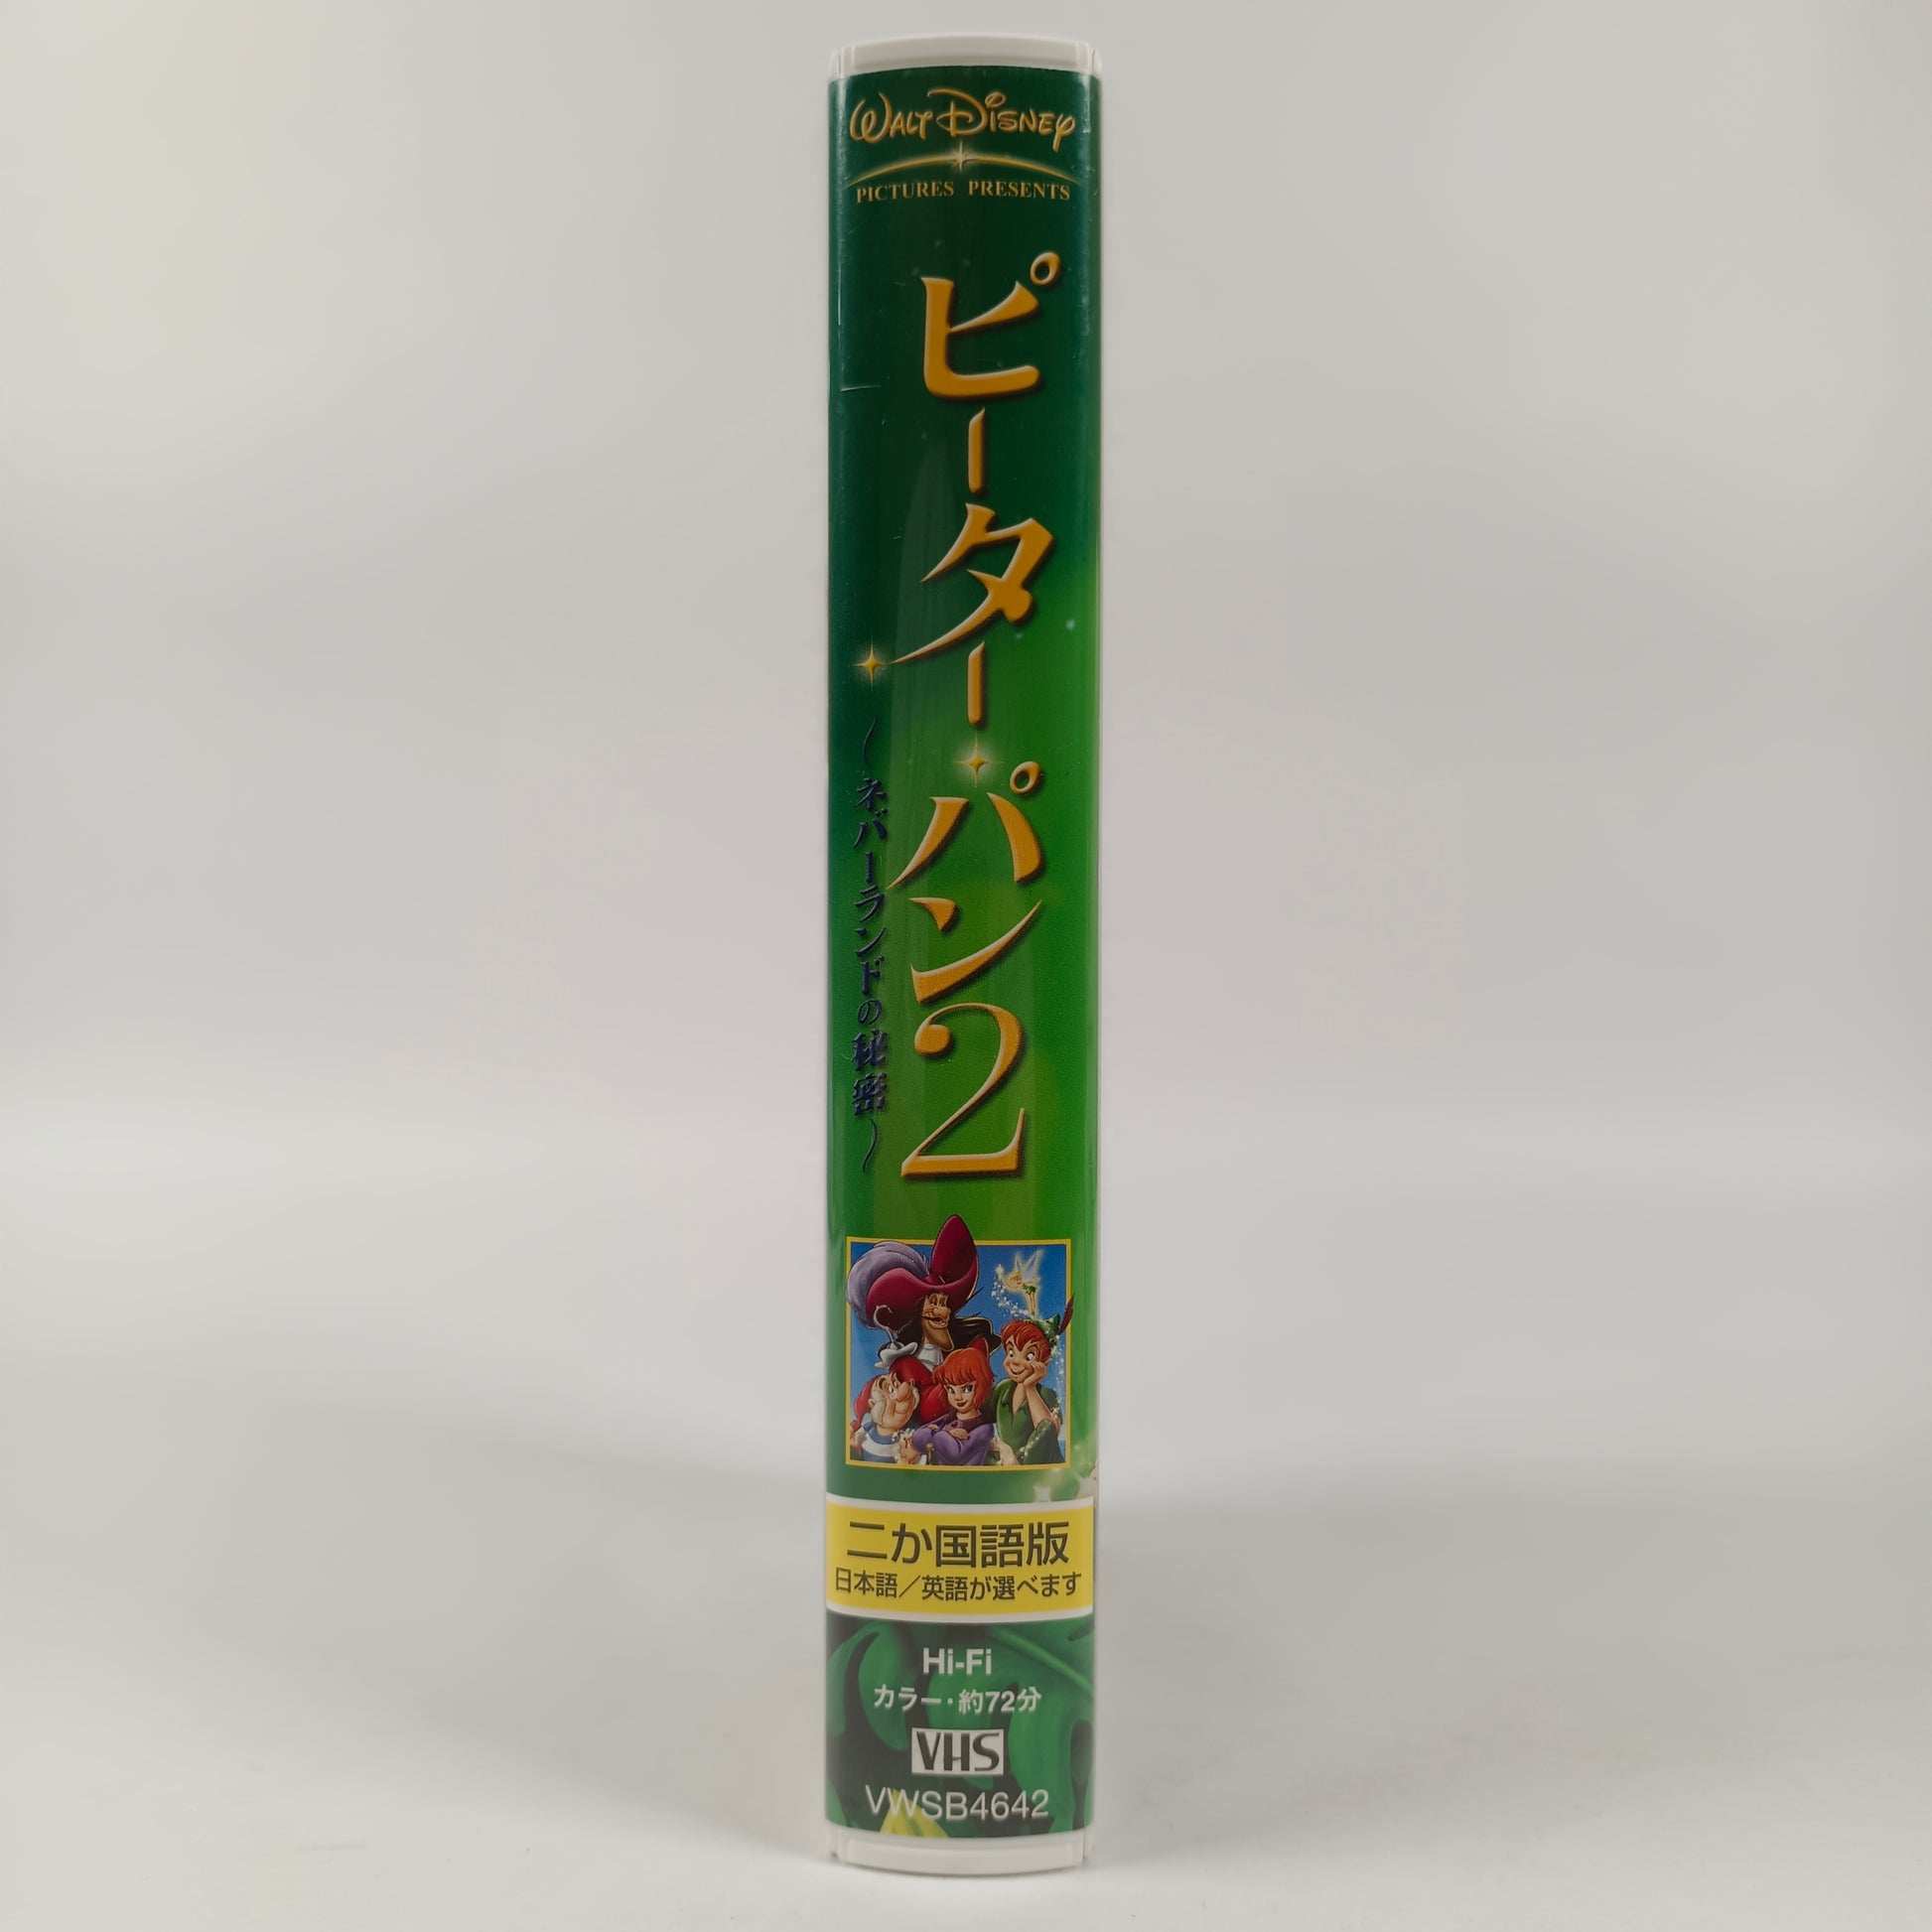 WALT DISNEY
PICTURES PRESENTS
ピーター・パン2
〜ネバーランドの秘密〜
二か国語版
日本語／英語が選べます
Hi-Fi
カラー・約72分
VHS
VWSB4642